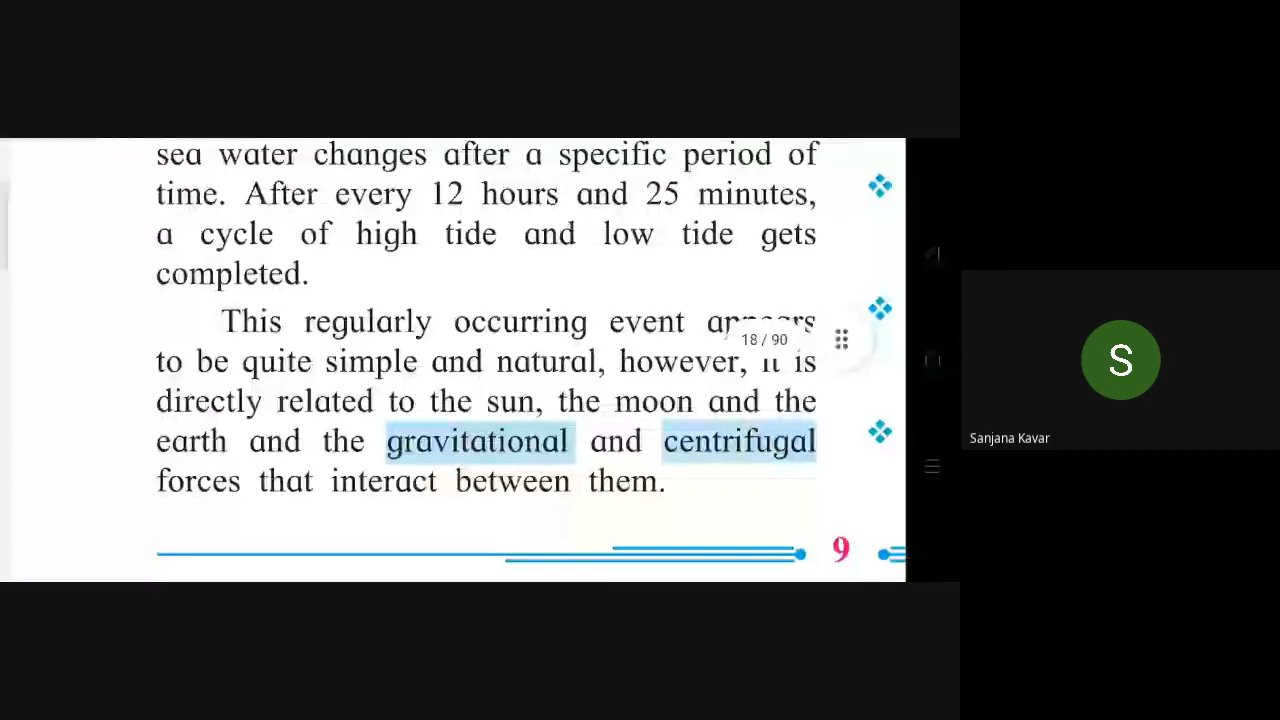 sea water changes after a specific period of
time. After every 12 hours and 25 minutes,
a cycle of high tide and low tide gets
completed.
This regularly occurring event appears
18 / 90
to be quite simple and natural, however, it is
directly related to the sun, the moon and the
earth and the gravitational and centrifugal
forces that interact between them.
9
S
Sanjana Kavar